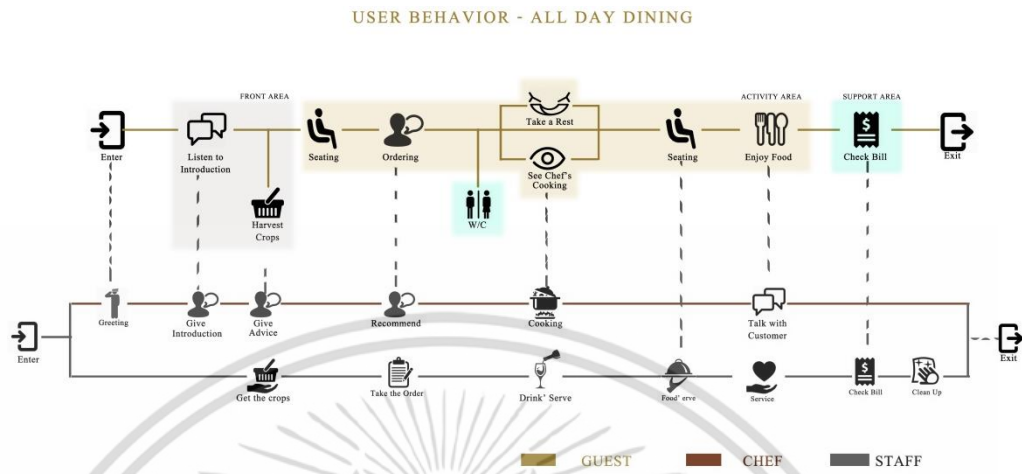 USER BEHAVIOR - ALL DAY DINING
FRONT AREA
ACTIVITY AREA
SUPPORT AREA
Enter
Listen to
Introduction
Harvest
Crops
Seating
Ordering
W/C
Take a Rest
See Chef's
Cooking
Seating
Enjoy Food
Check Bill
Exit
Greeting
Give
Introduction
Give
Advice
Recommend
Cooking
Talk with
Customer
Enter
Exit
Get the crops
Take the Order
Drink' Serve
Food' erve
Service
Check Bill
Clean Up
GUEST
CHEF
STAFF